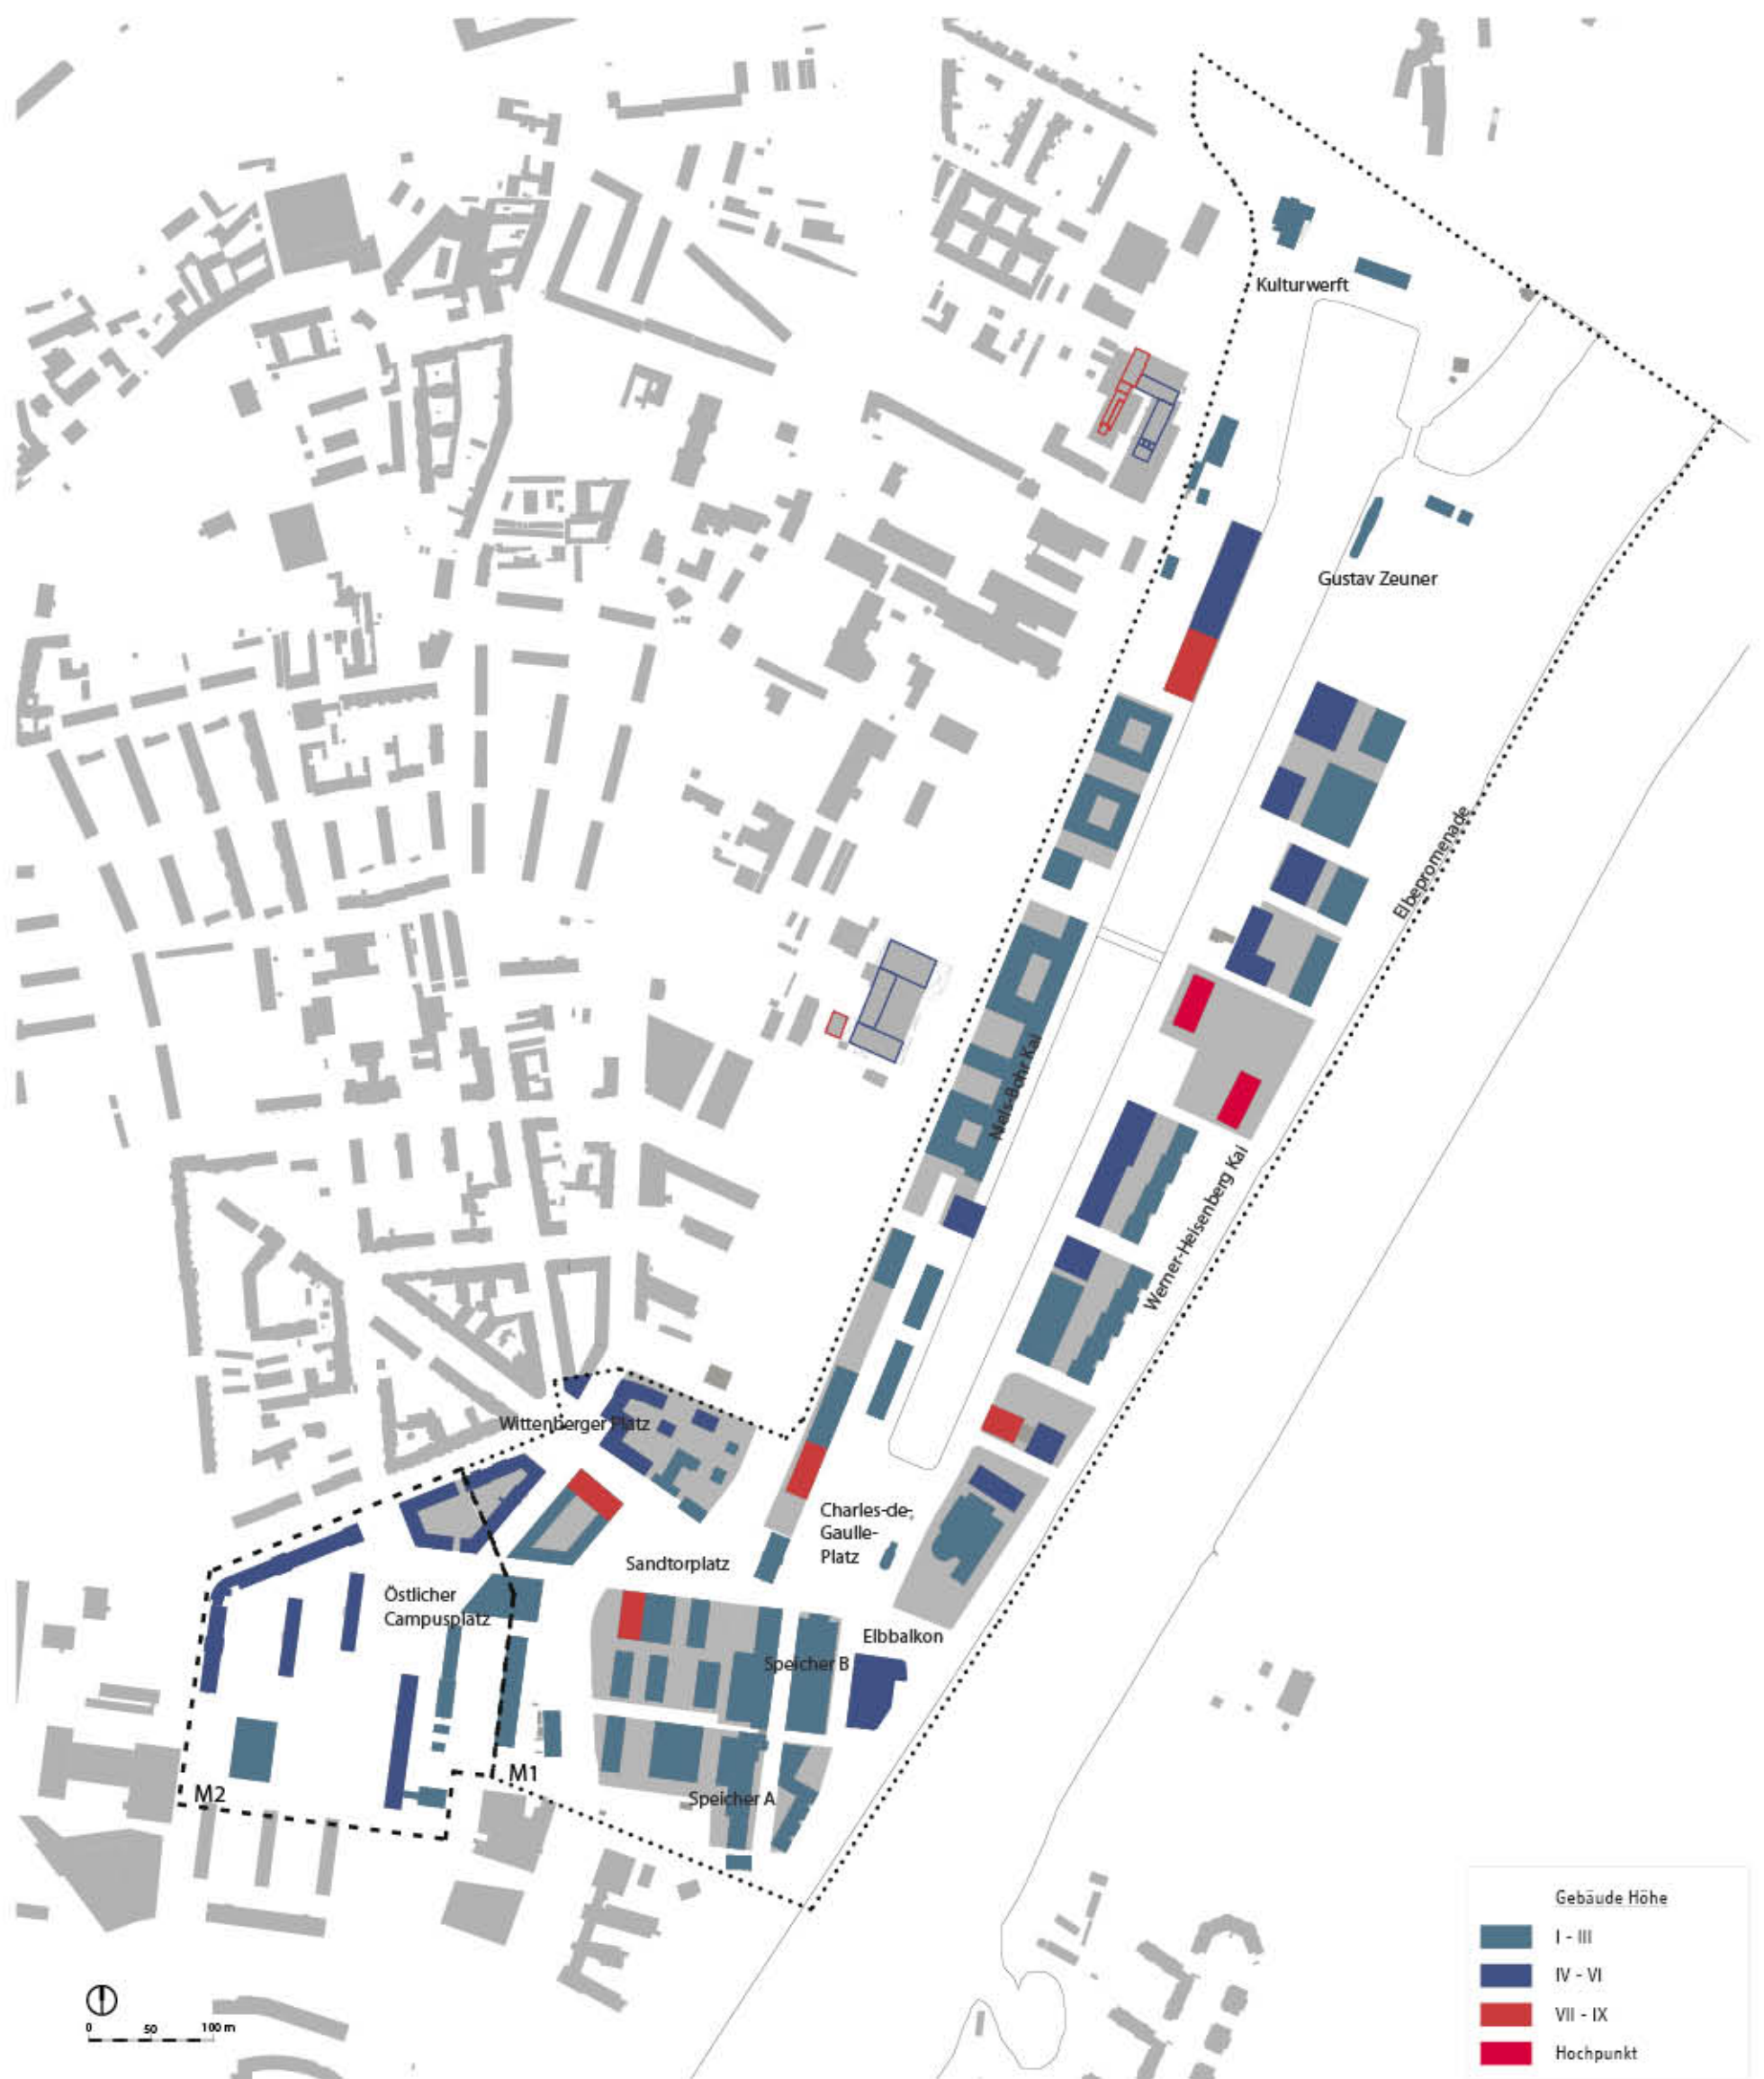 Kulturwerft
Gustav Zeuner
Elbepromenade
Niels-Bohr Kai
Werner-Heisenberg Kai
Wittenberger Platz
Charles-de-
Gaulle-
Platz
Sandtorplatz
Östlicher
Campusplatz
Elbbalkon
Speicher B
M1
M2
Speicher A
Gebäude Höhe
I - III
IV - VI
VII - IX
Hochpunkt
0 50 100 m